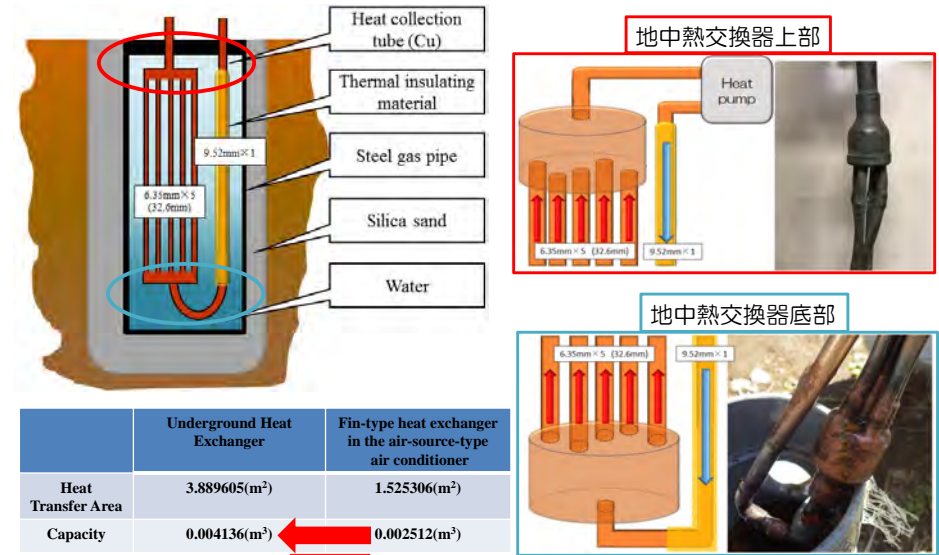 Heat collection
tube (Cu)
Thermal insulating
material
Steel gas pipe
Silica sand
Water
9.52mm×1
6.35mm×5
(32.6mm)
地中熱交換器上部
Heat
pump
6.35mm×5 (32.6mm)
9.52mm×1
地中熱交換器底部
6.35mm×5 (32.6mm)
9.52mm×1
Underground Heat
Exchanger
Fin-type heat exchanger
in the air-source-type
air conditioner
Heat
Transfer Area
3.889605(m²)
1.525306(m²)
Capacity
0.004136(m³)
0.002512(m³)